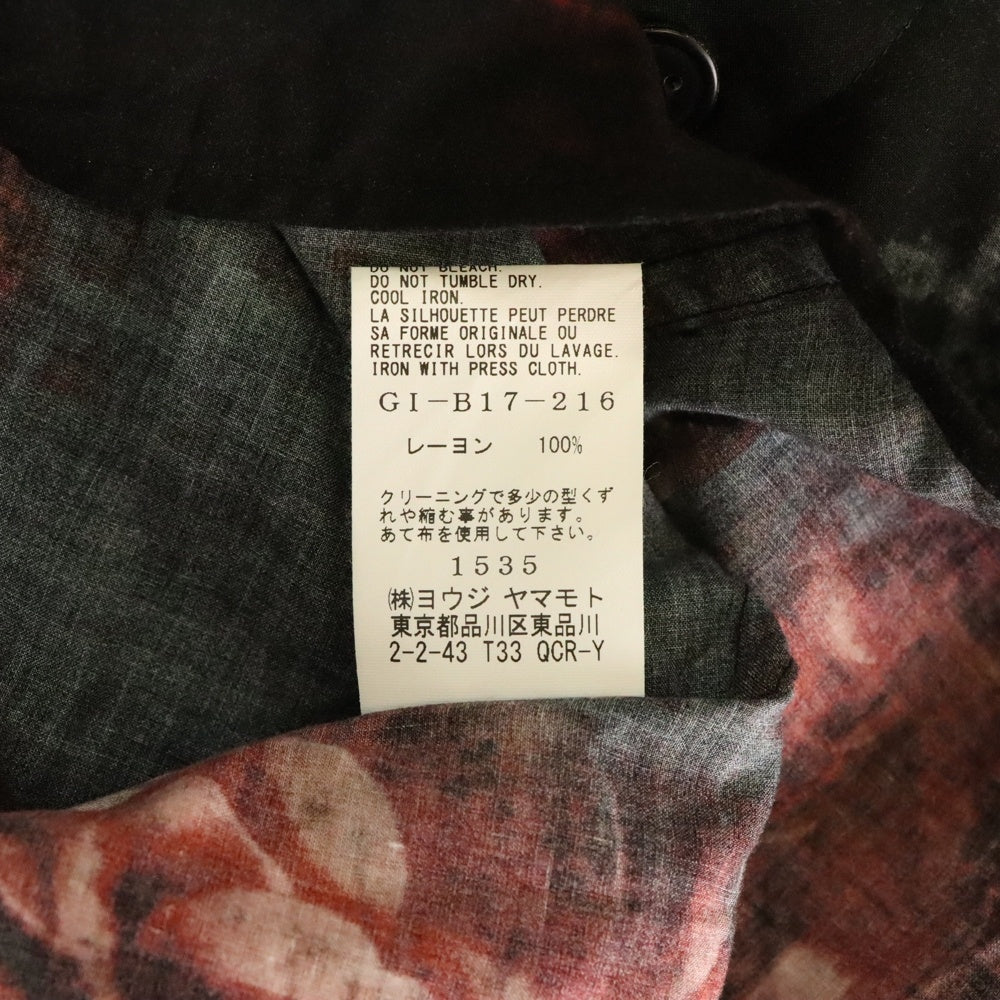 DO NOT BLEACH.
DO NOT TUMBLE DRY.
COOL IRON.
LA SILHOUETTE PEUT PERDRE
SA FORME ORIGINALE OU
RETRECIR LORS DU LAVAGE.
IRON WITH PRESS CLOTH.
GI-B17-216
レーヨン 100%
クリーニングで多少の型くず
れや縮む事があります。
あて布を使用して下さい。
1535
㈱ヨウジ ヤマモト
東京都品川区東品川
2-2-43 T33 QCR-Y